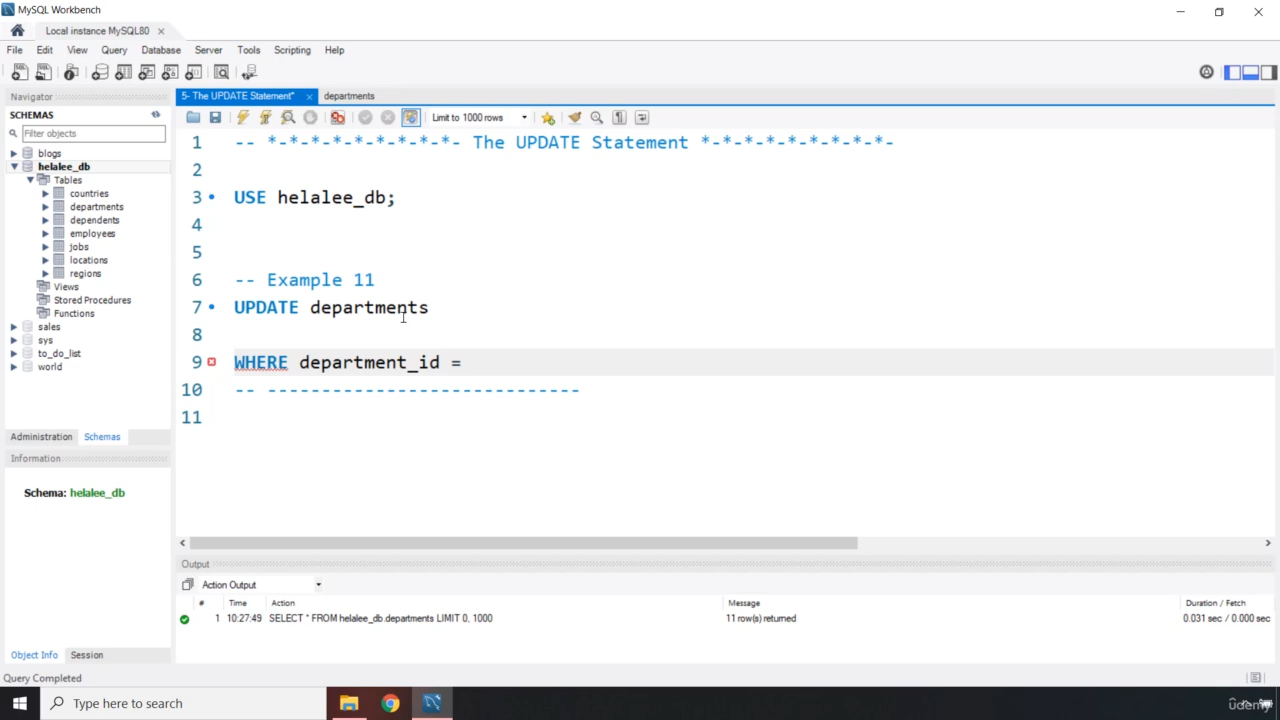 MySQL Workbench
Local instance MySQL80
File Edit View Query Database Server Tools Scripting Help
Navigator
SCHEMAS
Filter objects
blogs
helalee_db
Tables
countries
departments
dependents
employees
jobs
locations
regions
Views
Stored Procedures
Functions
sales
sys
to_do_list
world
Administration Schemas
Information
Schema: helalee_db
Object Info Session
5- The UPDATE Statement* departments
Limit to 1000 rows
1 -- *-*-*-*-*-*-*-*-*- The UPDATE Statement *-*-*-*-*-*-*-*-*-
2
3 USE helalee_db;
4
5
6 -- Example 11
7 UPDATE departments
8
9 WHERE department_id =
10 -- -----------------------------
11
Output
Action Output
# Time Action Message Duration / Fetch
1 10:27:49 SELECT * FROM helalee_db.departments LIMIT 0, 1000 11 row(s) returned 0.031 sec / 0.000 sec
Query Completed
Type here to search
udemy